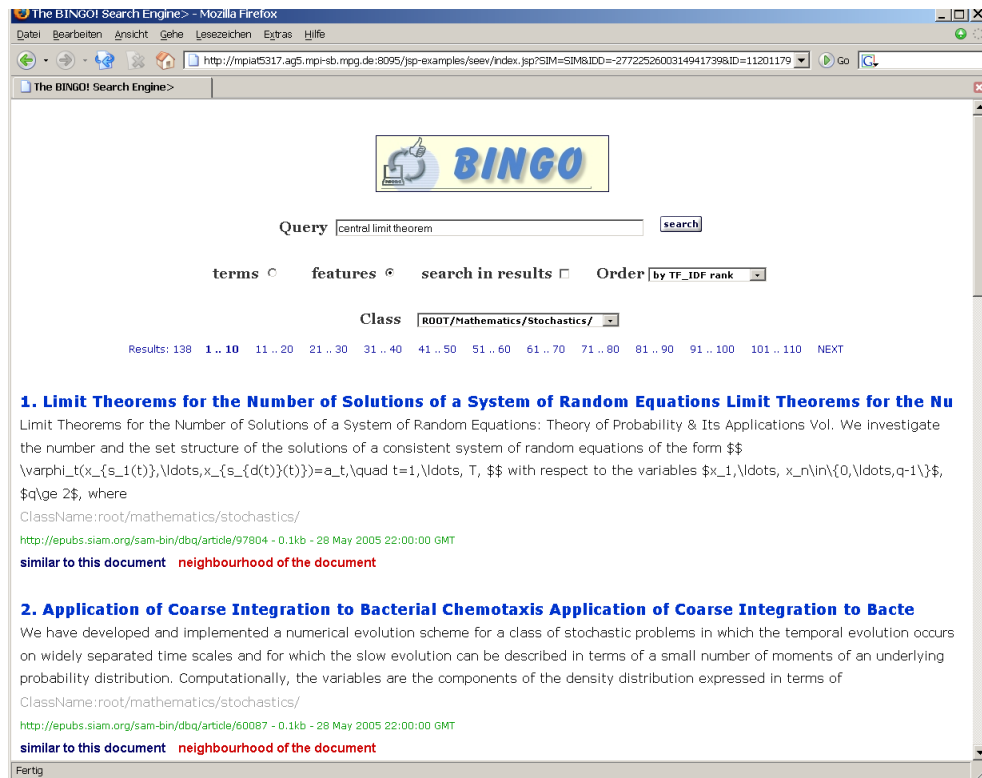 The BINGO! Search Engine> - Mozilla Firefox
Datei Bearbeiten Ansicht Gehe Lesezeichen Extras Hilfe
http://mpiat5317.ag5.mpi-sb.mpg.de:8095/jsp-examples/seev/index.jsp?SIM=SIM&IDD=-2772252600314941739&ID=11201179 Go G
The BINGO! Search Engine>
BINGO
Query central limit theorem search
terms features search in results Order by TF_IDF rank
Class ROOT/Mathematics/Stochastics/
Results: 138 1 .. 10 11 .. 20 21 .. 30 31 .. 40 41 .. 50 51 .. 60 61 .. 70 71 .. 80 81 .. 90 91 .. 100 101 .. 110 NEXT
1. Limit Theorems for the Number of Solutions of a System of Random Equations Limit Theorems for the Nu
Limit Theorems for the Number of Solutions of a System of Random Equations: Theory of Probability & Its Applications Vol. We investigate
the number and the set structure of the solutions of a consistent system of random equations of the form $$
\varphi_t(x_{s_1(t)},\ldots,x_{s_{d(t)}(t)})=a_t,\quad t=1,\ldots, T, $$ with respect to the variables $x_1,\ldots, x_n\in\{0,\ldots,q-1\}$,
$q\ge 2$, where
ClassName:root/mathematics/stochastics/
http://epubs.siam.org/sam-bin/dbq/article/97804 - 0.1kb - 28 May 2005 22:00:00 GMT
similar to this document neighbourhood of the document
2. Application of Coarse Integration to Bacterial Chemotaxis Application of Coarse Integration to Bacte
We have developed and implemented a numerical evolution scheme for a class of stochastic problems in which the temporal evolution occurs
on widely separated time scales and for which the slow evolution can be described in terms of a small number of moments of an underlying
probability distribution. Computationally, the variables are the components of the density distribution expressed in terms of
ClassName:root/mathematics/stochastics/
http://epubs.siam.org/sam-bin/dbq/article/60087 - 0.1kb - 28 May 2005 22:00:00 GMT
similar to this document neighbourhood of the document
Fertig